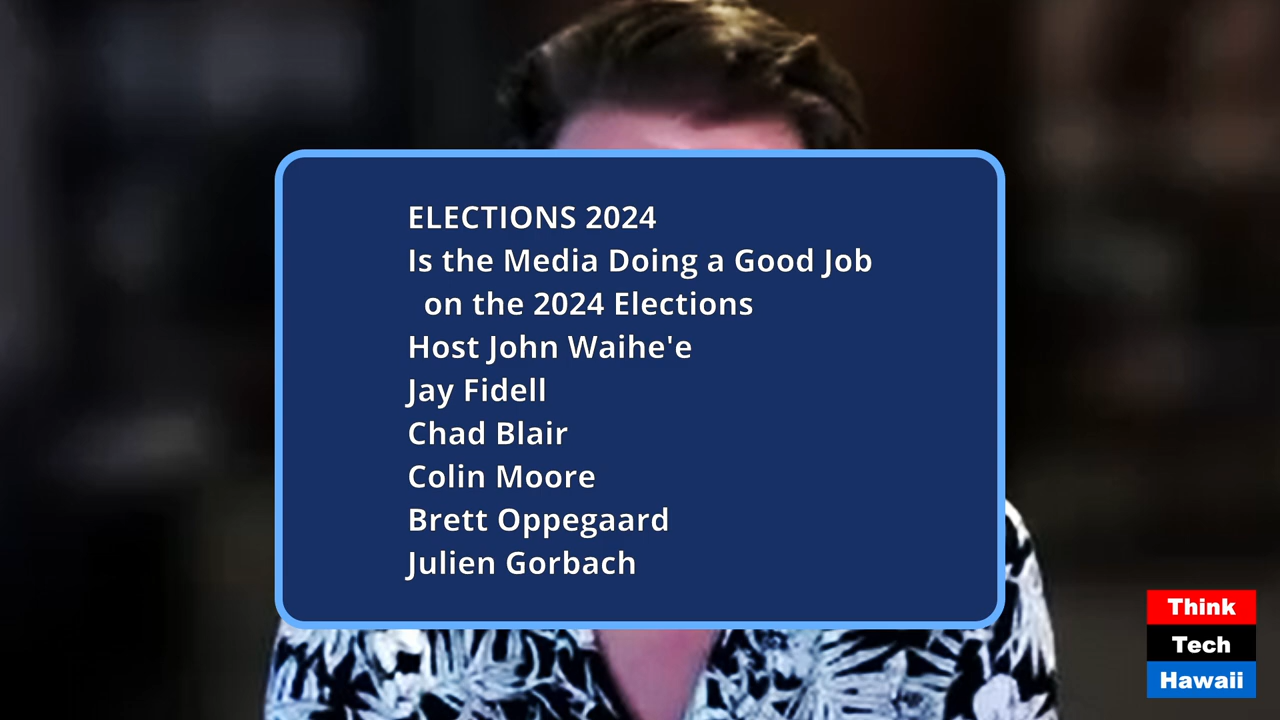 ELECTIONS 2024
Is the Media Doing a Good Job
on the 2024 Elections
Host John Waihe'e
Jay Fidell
Chad Blair
Colin Moore
Brett Oppegaard
Julien Gorbach
Think
Tech
Hawaii